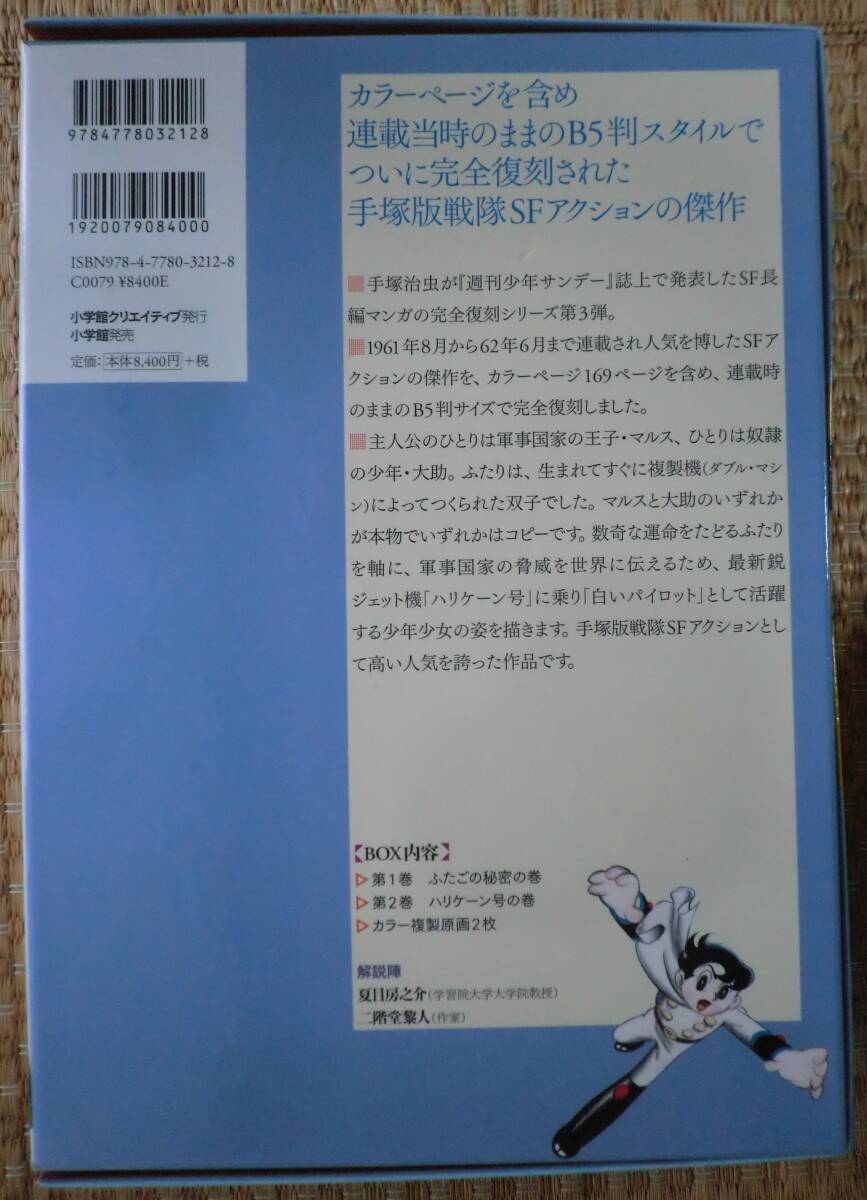 9784778032128
1920079084000
ISBN978-4-7780-3212-8
C0079 ¥8400E
小学館クリエイティブ発行
小学館発売
定価：本体8,400円＋税
カラーページを含め
連載当時のままのB5判スタイルで
ついに完全復刻された
手塚版戦隊SFアクションの傑作
手塚治虫が『週刊少年サンデー』誌上で発表したSF長
編マンガの完全復刻シリーズ第3弾。
1961年8月から62年6月まで連載され人気を博したSFア
クションの傑作を、カラーページ169ページを含め、連載時
のままのB5判サイズで完全復刻しました。
主人公のひとりは軍事国家の王子・マルス、ひとりは奴隷
の少年・大助。ふたりは、生まれてすぐに複製機（ダブル・マシ
ン）によってつくられた双子でした。マルスと大助のいずれか
が本物でいずれかはコピーです。数奇な運命をたどるふたり
を軸に、軍事国家の脅威を世界に伝えるため、最新鋭
ジェット機「ハリケーン号」に乗り「白いパイロット」として活躍
する少年少女の姿を描きます。手塚版戦隊SFアクションとし
て高い人気を誇った作品です。
【BOX内容】
▷第1巻　ふたごの秘密の巻
▷第2巻　ハリケーン号の巻
▷カラー複製原画2枚
解説陣
夏目房之介（学習院大学大学院教授）
二階堂黎人（作家）